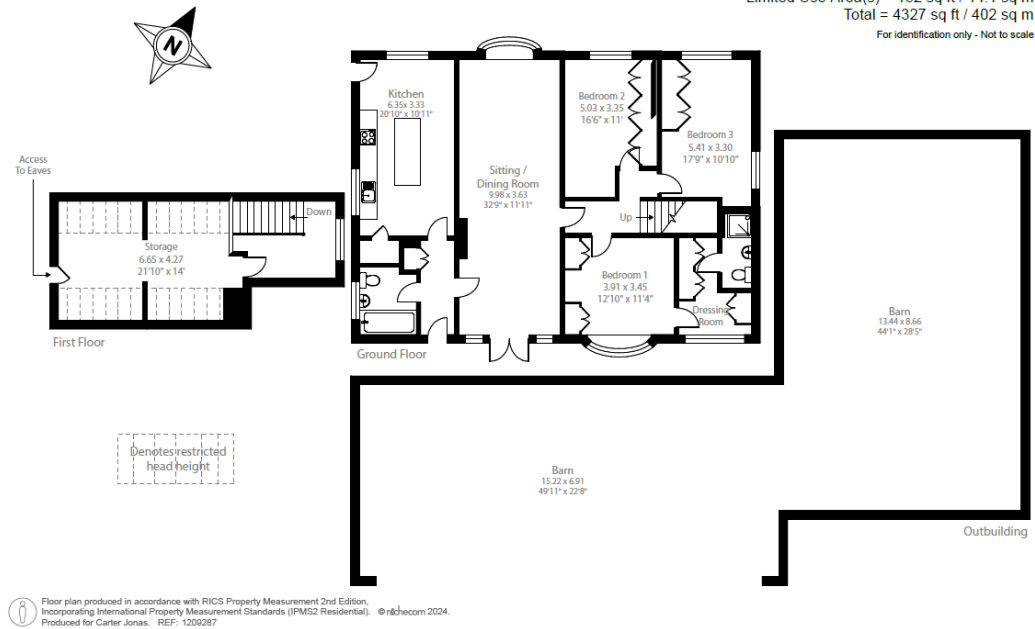 Total = 4327 sq ft / 402 sq m
For identification only - Not to scale
N
Kitchen
6.35x 3.33
20'10" x 10'11"
Sitting /
Dining Room
9.98 x 3.63
32'9" x 11'11"
Bedroom 2
5.03 x 3.35
16'6" x 11'
Bedroom 3
5.41 x 3.30
17'9" x 10'10"
Access
To Eaves
Down
Storage
6.65 x 4.27
21'10" x 14'
First Floor
Up
Bedroom 1
3.91 x 3.45
12'10" x 11'4"
Dressing
Room
Ground Floor
Barn
13.44 x 8.66
44'1" x 28'5"
Denotes restricted
head height
Barn
15.22 x 6.91
49'11" x 22'8"
Outbuilding
Floor plan produced in accordance with RICS Property Measurement 2nd Edition,
Incorporating International Property Measurement Standards (IPMS2 Residential). © nichecom 2024.
Produced for Carter Jonas. REF: 1209287